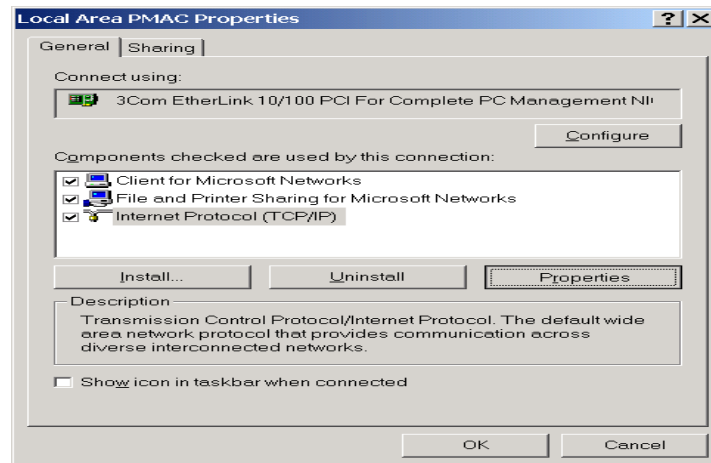 Local Area PMAC Properties
General Sharing
Connect using:
3Com EtherLink 10/100 PCI For Complete PC Management NI
Configure
Components checked are used by this connection:
Client for Microsoft Networks
File and Printer Sharing for Microsoft Networks
Internet Protocol (TCP/IP)
Install... Uninstall Properties
Description
Transmission Control Protocol/Internet Protocol. The default wide
area network protocol that provides communication across
diverse interconnected networks.
Show icon in taskbar when connected
OK Cancel